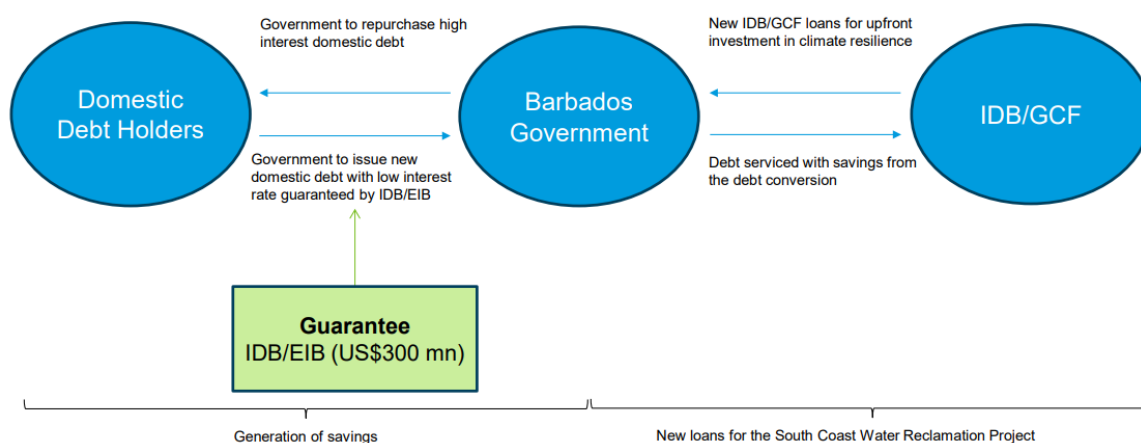 Government to repurchase high
interest domestic debt
New IDB/GCF loans for upfront
investment in climate resilience
Domestic
Debt Holders
Barbados
Government
IDB/GCF
Government to issue new
domestic debt with low interest
rate guaranteed by IDB/EIB
Debt serviced with savings from
the debt conversion
Guarantee
IDB/EIB (US$300 mn)
Generation of savings
New loans for the South Coast Water Reclamation Project